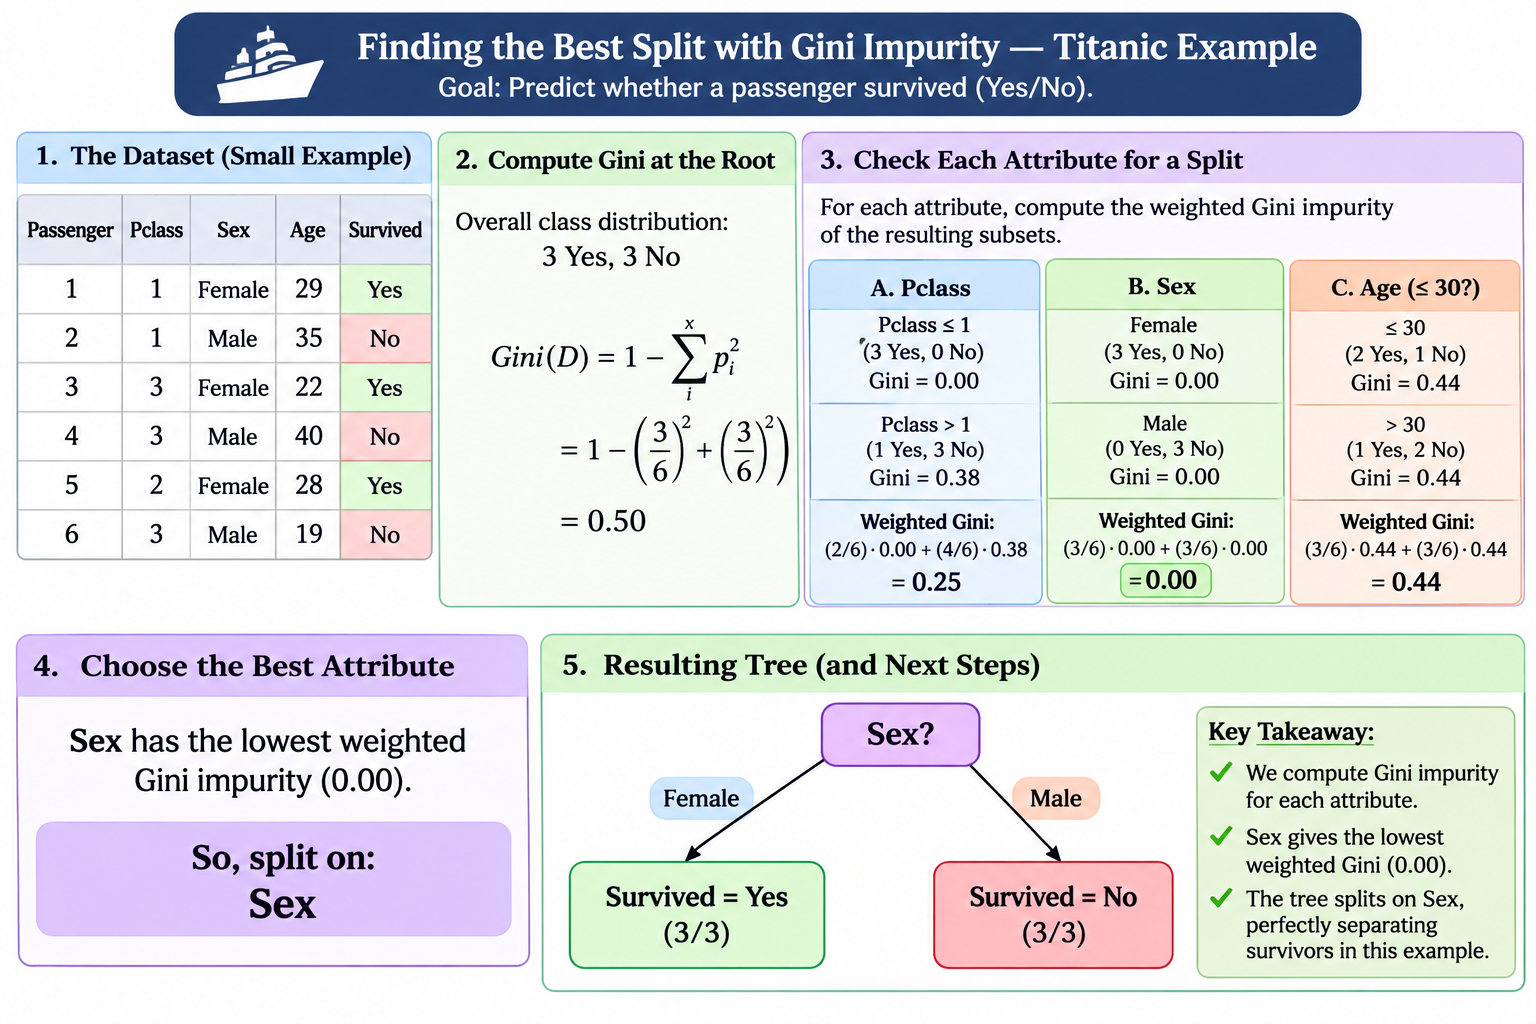 Finding the Best Split with Gini Impurity — Titanic Example
Goal: Predict whether a passenger survived (Yes/No).
1. The Dataset (Small Example)
Passenger Pclass Sex Age Survived
1 1 Female 29 Yes
2 1 Male 35 No
3 3 Female 22 Yes
4 3 Male 40 No
5 2 Female 28 Yes
6 3 Male 19 No
2. Compute Gini at the Root
Overall class distribution:
3 Yes, 3 No
Gini(D) = 1 − ∑ᵢˣ pᵢ²
= 1 − ((3/6)² + (3/6)²))
= 0.50
3. Check Each Attribute for a Split
For each attribute, compute the weighted Gini impurity
of the resulting subsets.
A. Pclass
Pclass ≤ 1
(3 Yes, 0 No)
Gini = 0.00
Pclass > 1
(1 Yes, 3 No)
Gini = 0.38
Weighted Gini:
(2/6) · 0.00 + (4/6) · 0.38
= 0.25
B. Sex
Female
(3 Yes, 0 No)
Gini = 0.00
Male
(0 Yes, 3 No)
Gini = 0.00
Weighted Gini:
(3/6) · 0.00 + (3/6) · 0.00
= 0.00
C. Age (≤ 30?)
≤ 30
(2 Yes, 1 No)
Gini = 0.44
> 30
(1 Yes, 2 No)
Gini = 0.44
Weighted Gini:
(3/6) · 0.44 + (3/6) · 0.44
= 0.44
4. Choose the Best Attribute
Sex has the lowest weighted
Gini impurity (0.00).
So, split on:
Sex
5. Resulting Tree (and Next Steps)
Sex?
Female
Male
Survived = Yes
(3/3)
Survived = No
(3/3)
Key Takeaway:
✓ We compute Gini impurity
for each attribute.
✓ Sex gives the lowest
weighted Gini (0.00).
✓ The tree splits on Sex,
perfectly separating
survivors in this example.